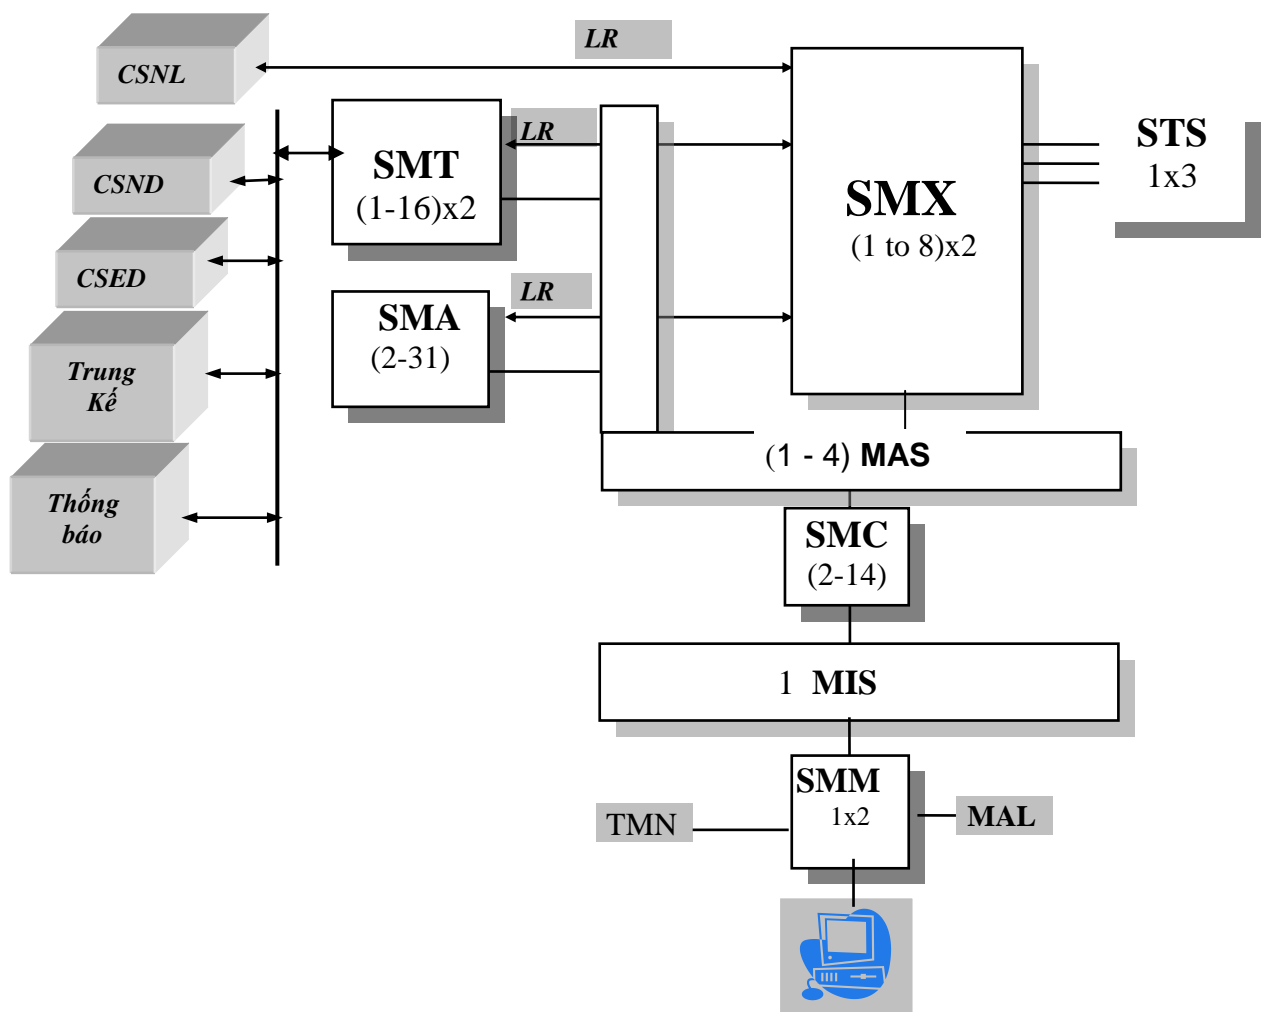 LR
CSNL
LR
SMT
(1-16)x2
CSND
CSED
LR
SMA
(2-31)
Trung
Kế
Thống
báo
SMX
(1 to 8)x2
STS
1x3
(1 - 4) MAS
SMC
(2-14)
1 MIS
SMM
1x2
TMN
MAL